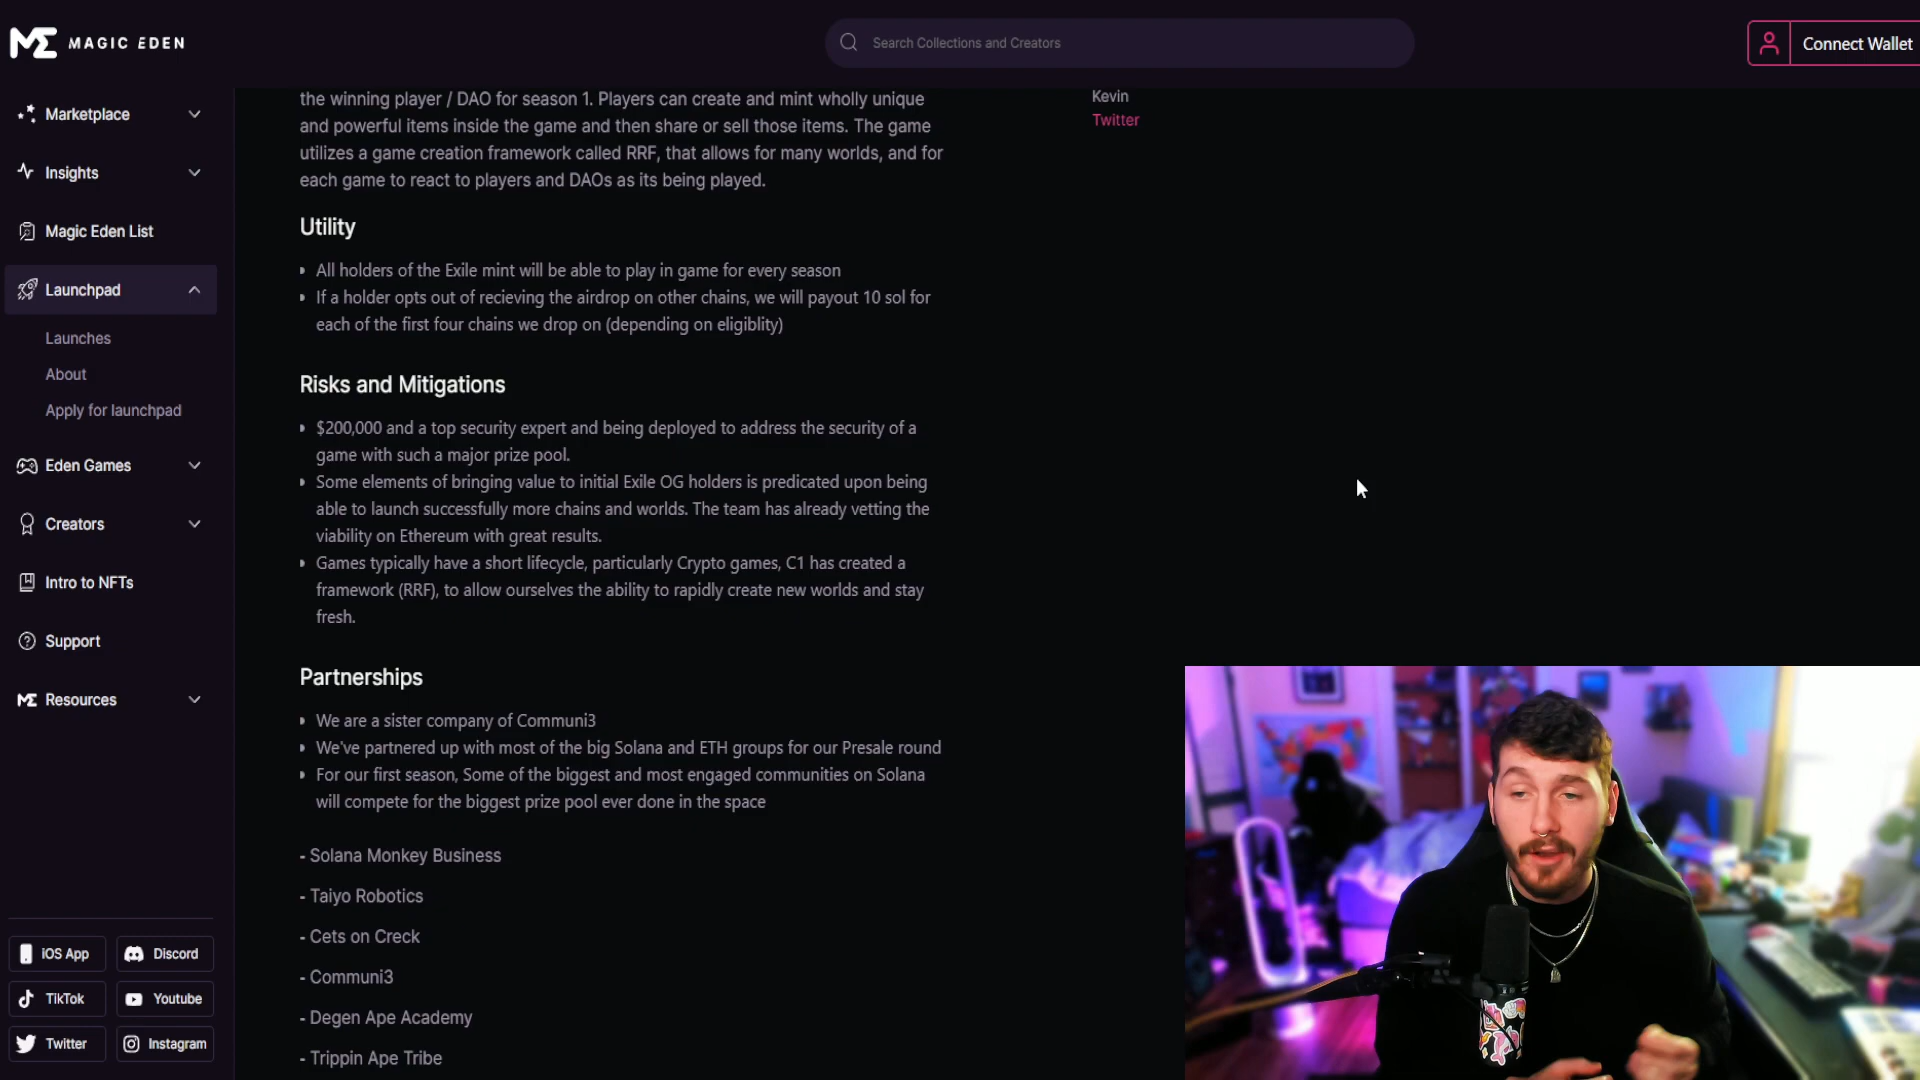 MAGIC EDEN
Search Collections and Creators
Connect Wallet
Marketplace
Insights
Magic Eden List
Launchpad
Launches
About
Apply for launchpad
Eden Games
Creators
Intro to NFTs
Support
Resources
iOS App
Discord
TikTok
Youtube
Twitter
Instagram
the winning player / DAO for season 1. Players can create and mint wholly unique
and powerful items inside the game and then share or sell those items. The game
utilizes a game creation framework called RRF, that allows for many worlds, and for
each game to react to players and DAOs as its being played.
Utility
All holders of the Exile mint will be able to play in game for every season
If a holder opts out of recieving the airdrop on other chains, we will payout 10 sol for
each of the first four chains we drop on (depending on eligiblity)
Risks and Mitigations
$200,000 and a top security expert and being deployed to address the security of a
game with such a major prize pool.
Some elements of bringing value to initial Exile OG holders is predicated upon being
able to launch successfully more chains and worlds. The team has already vetting the
viability on Ethereum with great results.
Games typically have a short lifecycle, particularly Crypto games, C1 has created a
framework (RRF), to allow ourselves the ability to rapidly create new worlds and stay
fresh.
Partnerships
We are a sister company of Communi3
We've partnered up with most of the big Solana and ETH groups for our Presale round
For our first season, Some of the biggest and most engaged communities on Solana
will compete for the biggest prize pool ever done in the space
- Solana Monkey Business
- Taiyo Robotics
- Cets on Creck
- Communi3
- Degen Ape Academy
- Trippin Ape Tribe
Kevin
Twitter